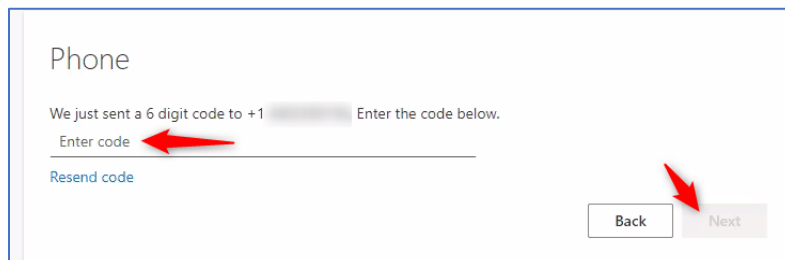 Phone
We just sent a 6 digit code to +1 Enter the code below.
Enter code
Resend code
Back Next